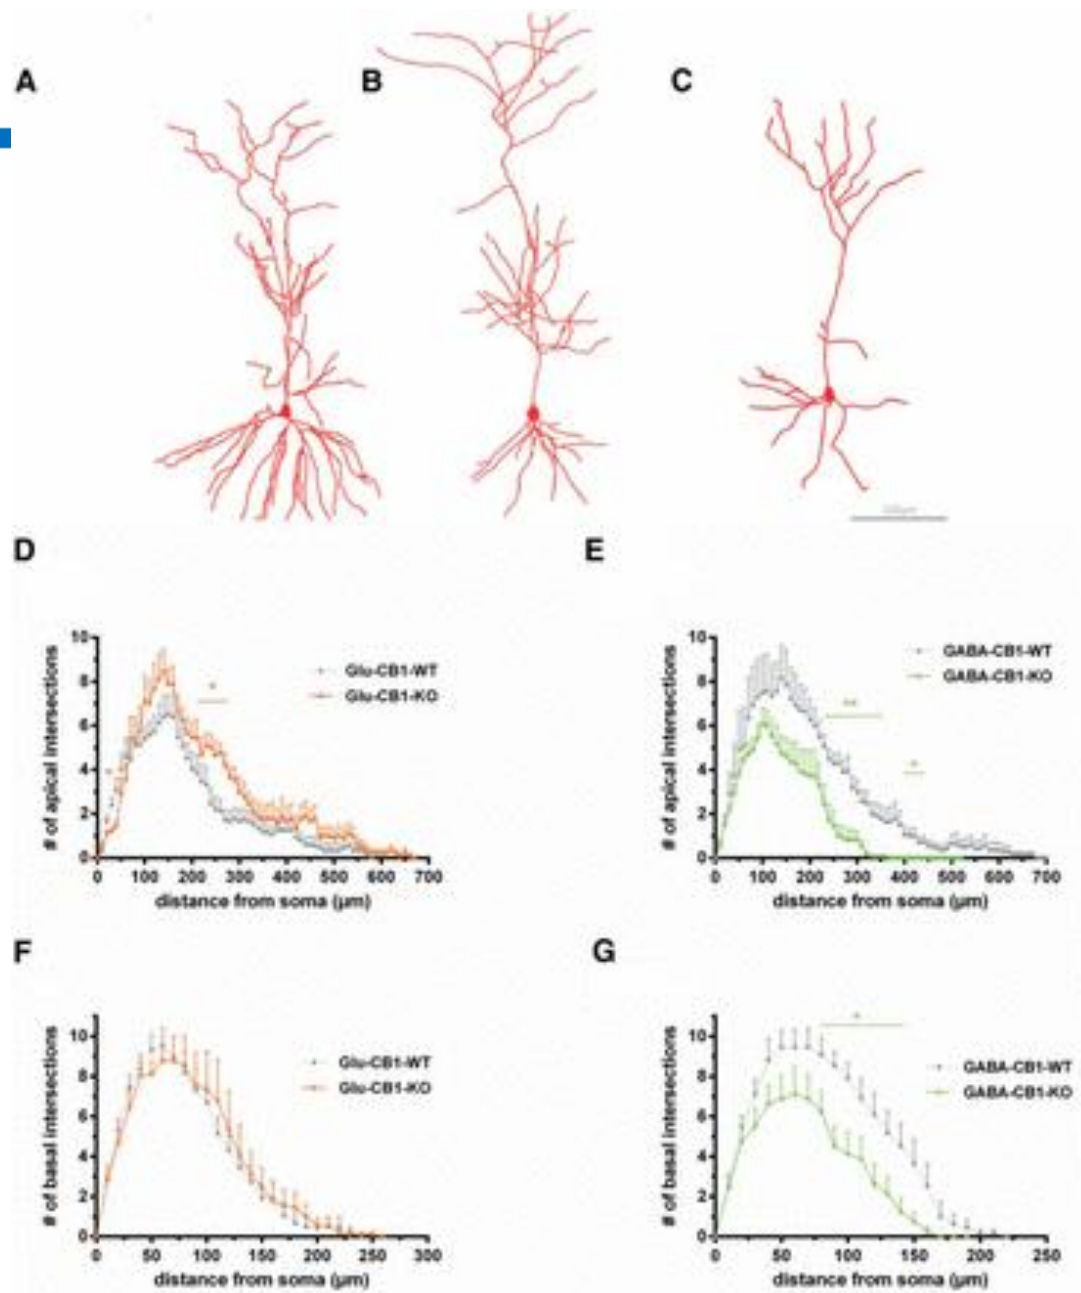 A
B
C
D
E
10
8
6
4
2
0
# of apical intersections
Glu-CB1-WT
Glu-CB1-KO
*
*
0 100 200 300 400 500 600 700
distance from soma (µm)
10
8
6
4
2
0
# of apical intersections
GABA-CB1-WT
GABA-CB1-KO
**
*
0 100 200 300 400 500 600 700
distance from soma (µm)
F
G
10
8
6
4
2
0
# of basal intersections
Glu-CB1-WT
Glu-CB1-KO
0 50 100 150 200 250 300
distance from soma (µm)
10
8
6
4
2
0
# of basal intersections
*
GABA-CB1-WT
GABA-CB1-KO
0 50 100 150 200 250
distance from soma (µm)